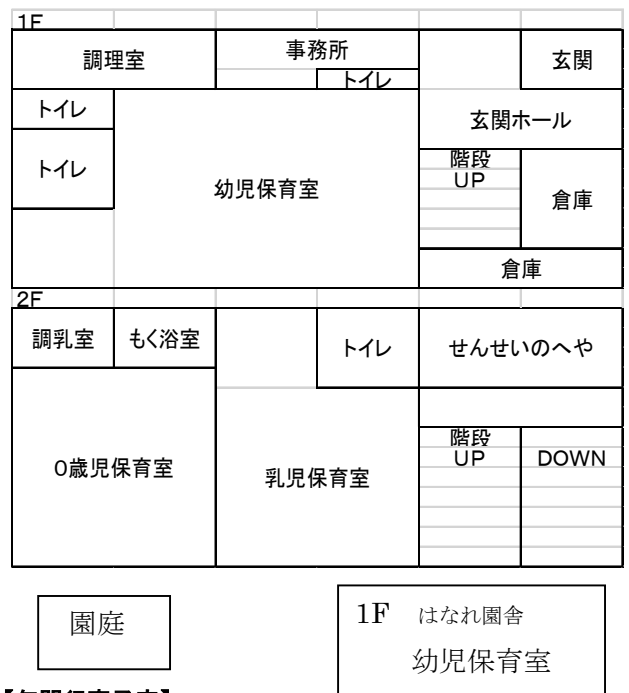 1F
調理室
事務所
玄関
トイレ
トイレ
玄関ホール
トイレ
幼児保育室
階段
UP
倉庫
倉庫
2F
調乳室
もく浴室
トイレ
せんせいのへや
0歳児保育室
乳児保育室
階段
UP
DOWN
園庭
1F はなれ園舎
幼児保育室